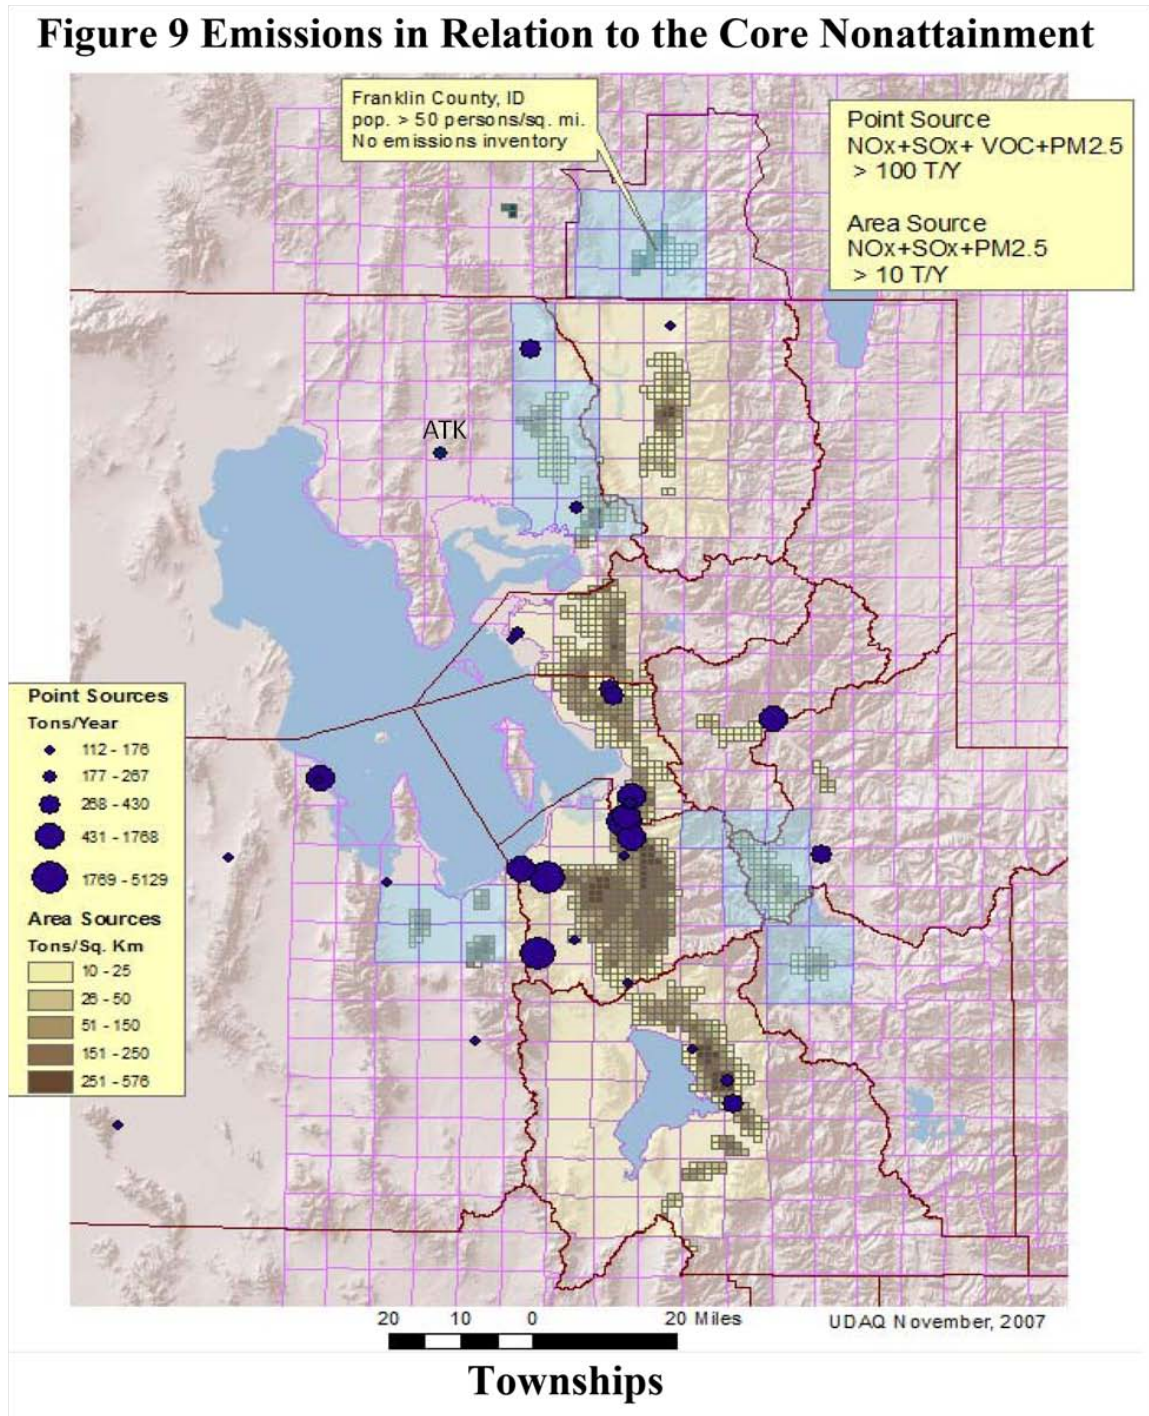 Figure 9 Emissions in Relation to the Core Nonattainment
Franklin County, ID
pop. > 50 persons/sq. mi.
No emissions inventory
Point Source
NOx+SOx+ VOC+PM2.5
> 100 T/Y
Area Source
NOx+SOx+PM2.5
> 10 T/Y
ATK
Point Sources
Tons/Year
112 - 176
177 - 267
268 - 430
431 - 1768
1769 - 5129
Area Sources
Tons/Sq. Km
10 - 25
26 - 50
51 - 150
151 - 250
251 - 576
20 10 0 20 Miles
UDAQ November, 2007
Townships